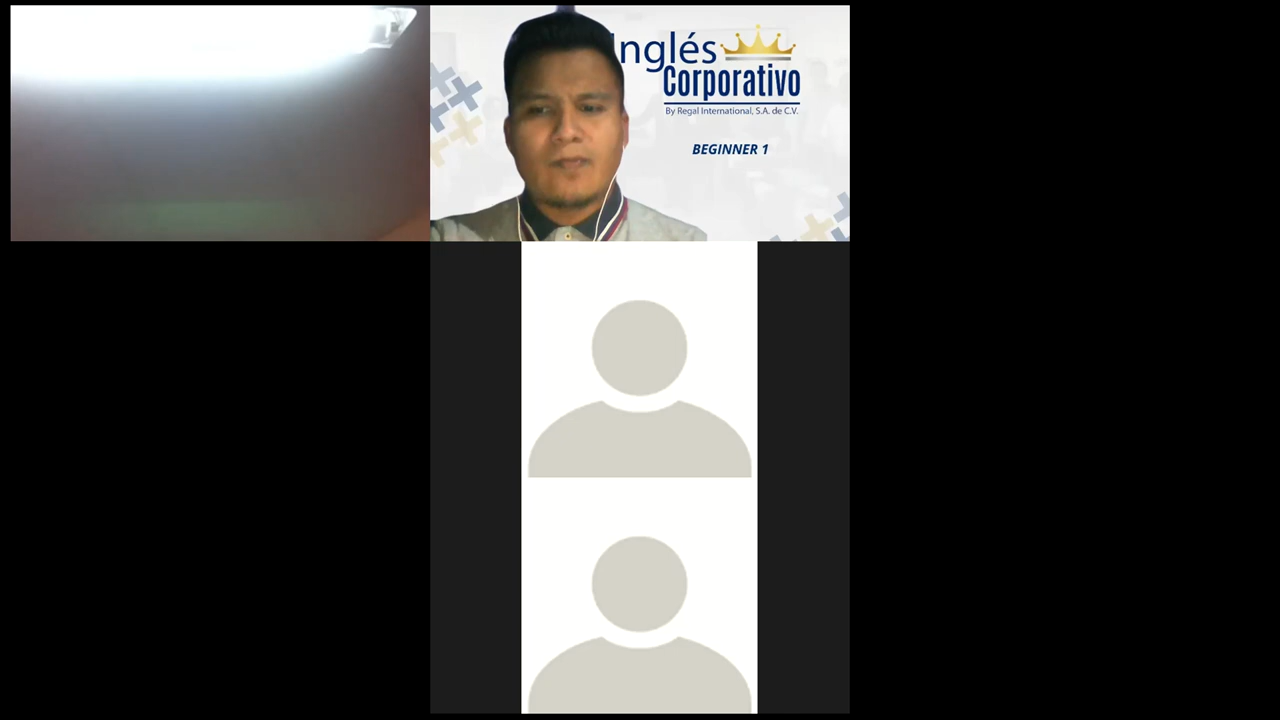 Inglés
Corporativo
By Regal International, S.A. de C.V.
BEGINNER 1